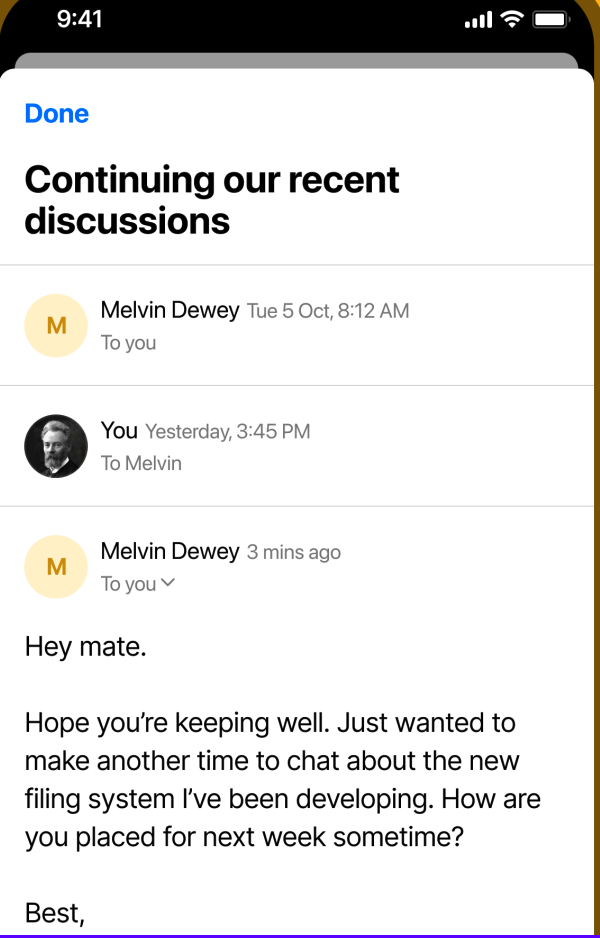 9:41
Done
Continuing our recent
discussions
M
Melvin Dewey Tue 5 Oct, 8:12 AM
To you
You Yesterday, 3:45 PM
To Melvin
M
Melvin Dewey 3 mins ago
To you
Hey mate.
Hope you’re keeping well. Just wanted to
make another time to chat about the new
filing system I’ve been developing. How are
you placed for next week sometime?
Best,